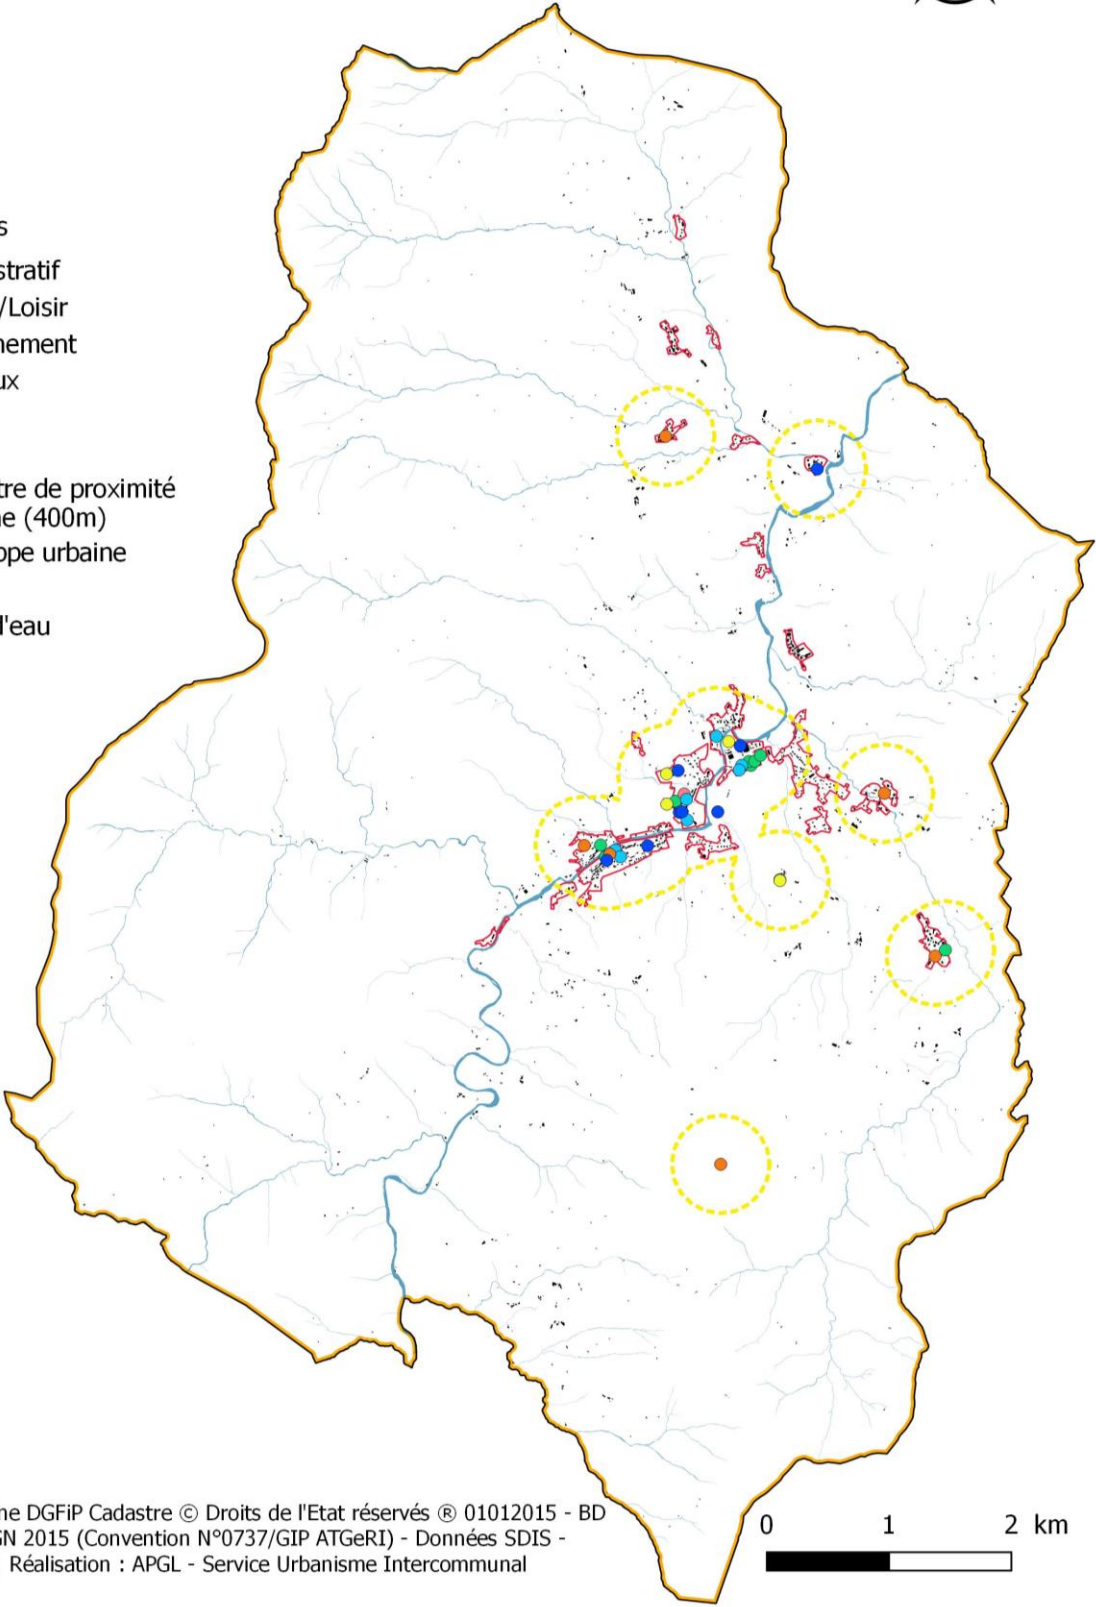 s
stratif
/Loisir
nement
ux
tre de proximité
ne (400m)
ppe urbaine
l'eau
me DGFiP Cadastre © Droits de l'Etat réservés ® 01012015 - BD
GN 2015 (Convention N°0737/GIP ATGeRI) - Données SDIS -
Réalisation : APGL - Service Urbanisme Intercommunal
0 1 2 km